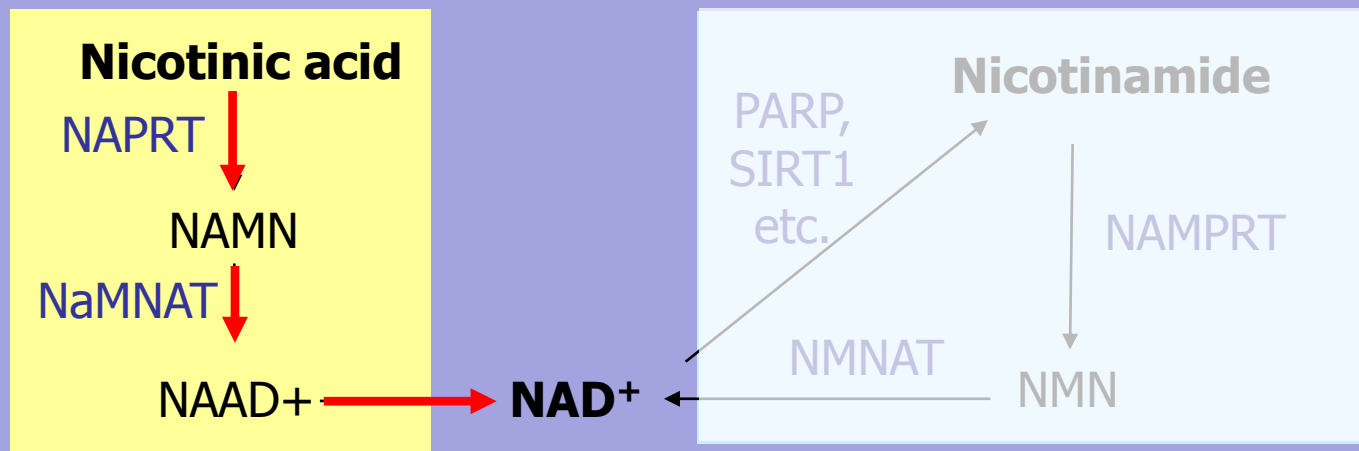 Nicotinic acid
NAPRT
NAMN
NaMNAT
NAAD+
NAD⁺
PARP,
SIRT1
etc.
Nicotinamide
NAMPRT
NMNAT
NMN